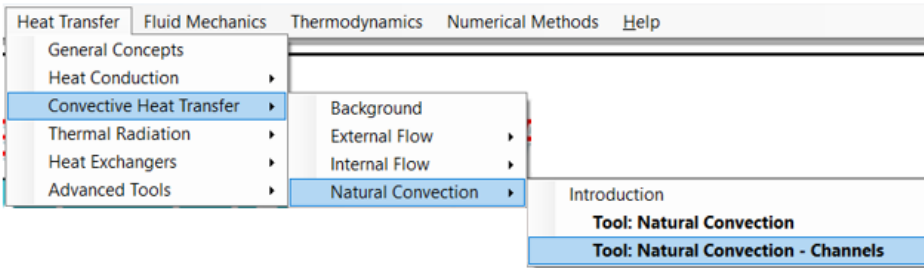 Heat Transfer Fluid Mechanics Thermodynamics Numerical Methods Help
General Concepts
Heat Conduction
Convective Heat Transfer
Thermal Radiation
Heat Exchangers
Advanced Tools
Background
External Flow
Internal Flow
Natural Convection
Introduction
Tool: Natural Convection
Tool: Natural Convection - Channels